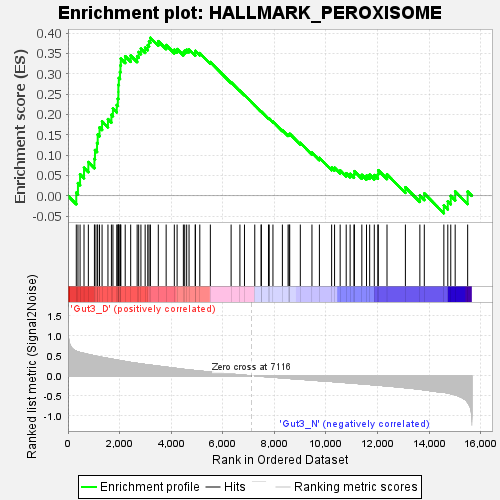 Enrichment plot: HALLMARK_PEROXISOME
Enrichment score (ES)
0.40
0.35
0.30
0.25
0.20
0.15
0.10
0.05
0.00
-0.05
'Gut3_D' (positively correlated)
Ranked list metric (Signal2Noise)
1.5
1.0
0.5
0.0
-0.5
-1.0
Zero cross at 7116
'Gut3_N' (negatively correlated)
0 2,000 4,000 6,000 8,000 10,000 12,000 14,000 16,000
Rank in Ordered Dataset
Enrichment profile Hits Ranking metric scores